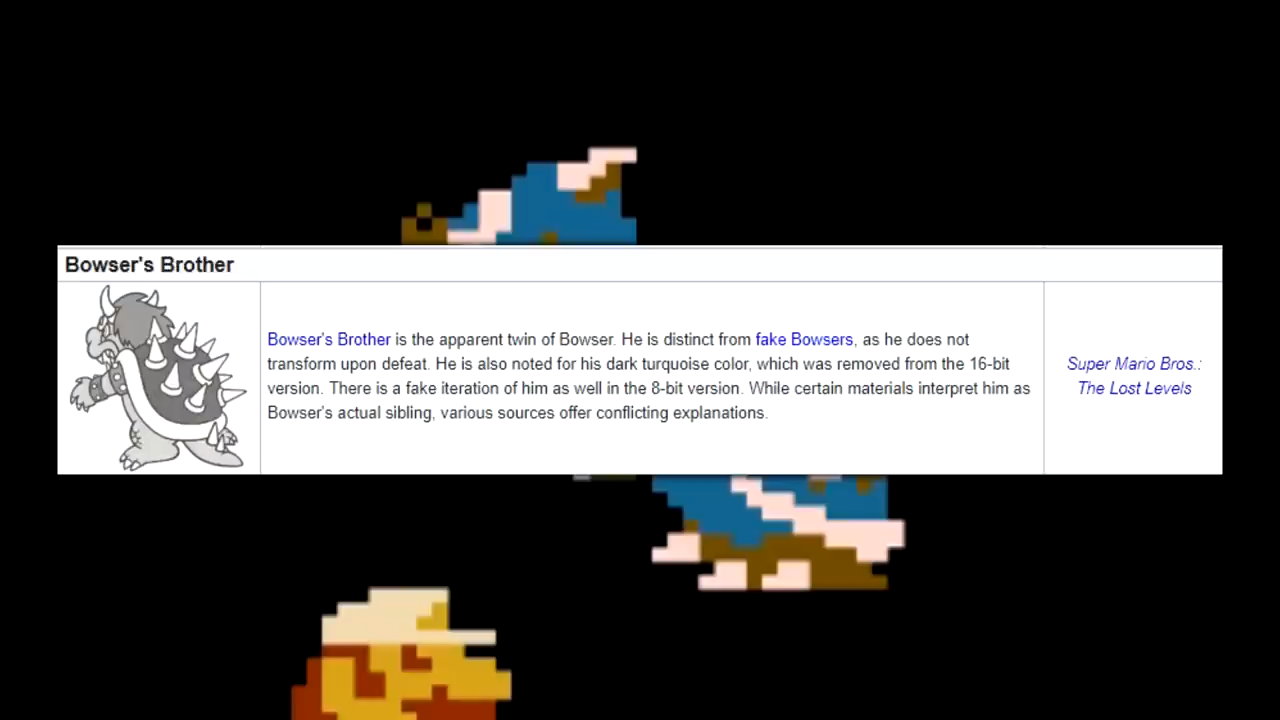 Bowser's Brother
Bowser's Brother is the apparent twin of Bowser. He is distinct from fake Bowsers, as he does not
transform upon defeat. He is also noted for his dark turquoise color, which was removed from the 16-bit
version. There is a fake iteration of him as well in the 8-bit version. While certain materials interpret him as
Bowser's actual sibling, various sources offer conflicting explanations.
Super Mario Bros.:
The Lost Levels